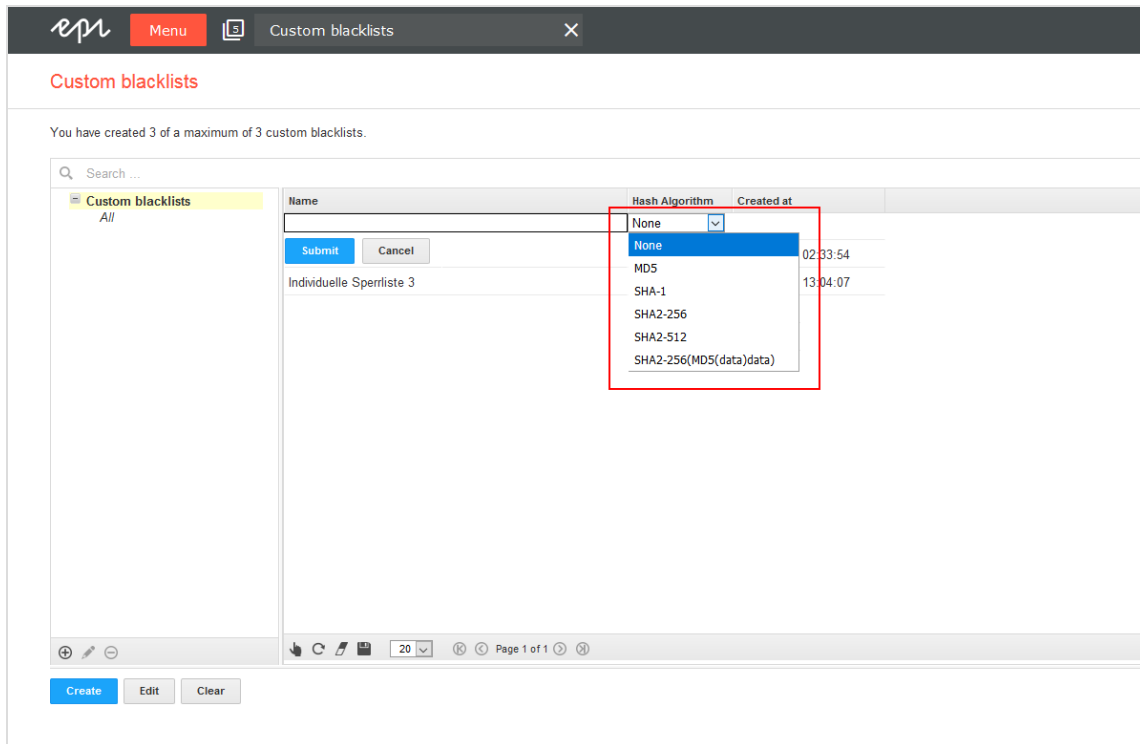 epi Menu 5 Custom blacklists
Custom blacklists
You have created 3 of a maximum of 3 custom blacklists.
Search ...
Custom blacklists
All
Name Hash Algorithm Created at
None
Submit Cancel
None
02:33:54
MD5
Individuelle Sperrliste 3
13:04:07
SHA-1
SHA2-256
SHA2-512
SHA2-256(MD5(data)data)
20 Page 1 of 1
Create Edit Clear